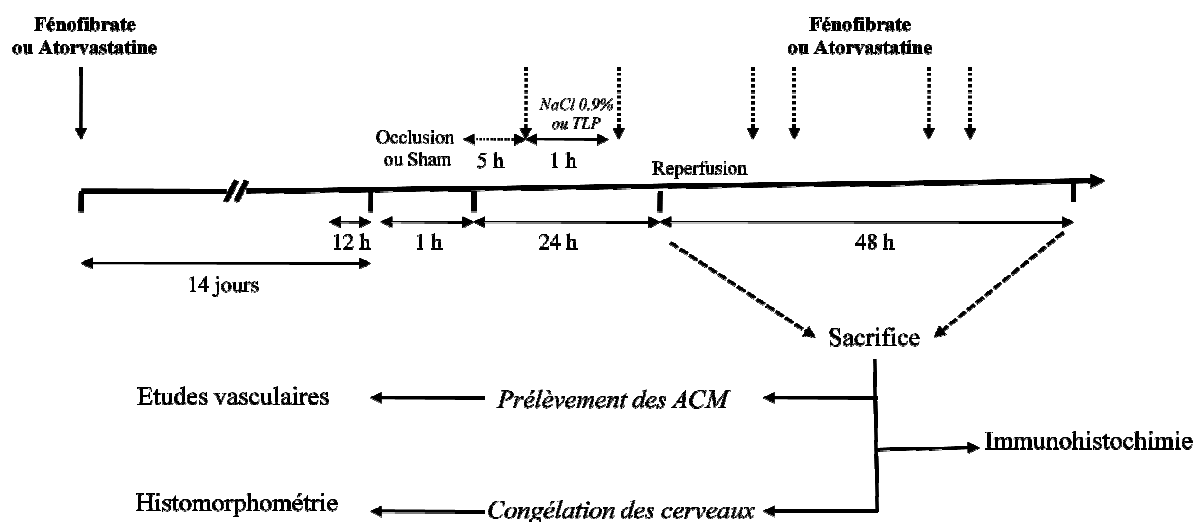 Fénofibrate
ou Atorvastatine
Fénofibrate
ou Atorvastatine
NaCl 0.9%
ou TLP
Occlusion
ou Sham
5 h
1 h
Reperfusion
12 h
1 h
24 h
48 h
14 jours
Sacrifice
Etudes vasculaires
Prélèvement des ACM
Immunohistochimie
Histomorphométrie
Congélation des cerveaux